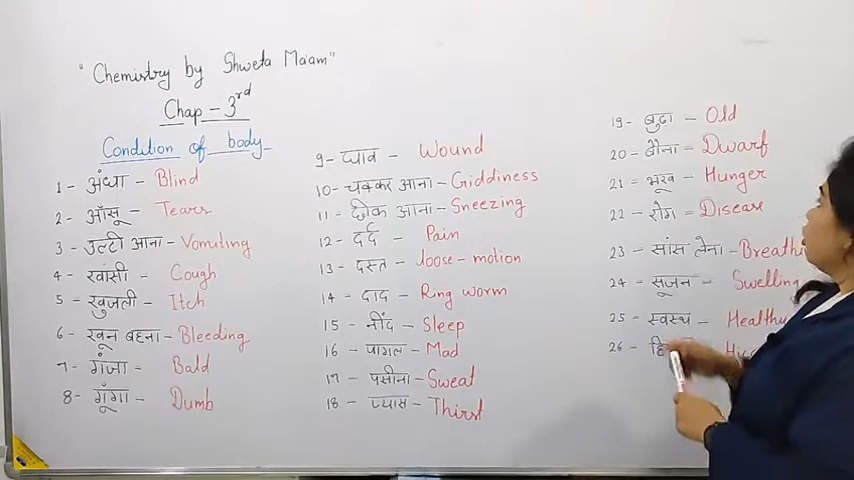 "Chemistry by Shweta Ma'am"
Chap - 3rd
Condition of body
1- अंधा - Blind
2- आँसू - Tears
3- उल्टी आना - Vomuting
4- खांसी - Cough
5- खुजली - Itch
6- खून बहना - Bleeding
7- गंजा - Bald
8- गूँगा - Dumb
9- घाव - Wound
10- चक्कर आना - Giddiness
11- छीक आना - Sneezing
12- दर्द - Pain
13- दस्त - loose-motion
14- दाद - Ring worm
15- नींद - Sleep
16- पागल - Mad
17- पसीना - Sweat
18- प्यास - Thirst
19- बुढा - Old
20- बौना = Dwarf
21 = भूख - Hunger
22- रोग - Disease
23- सांस लेना - Breath
24- सूजन - Swelling
25- स्वस्थ - Healthy
26-